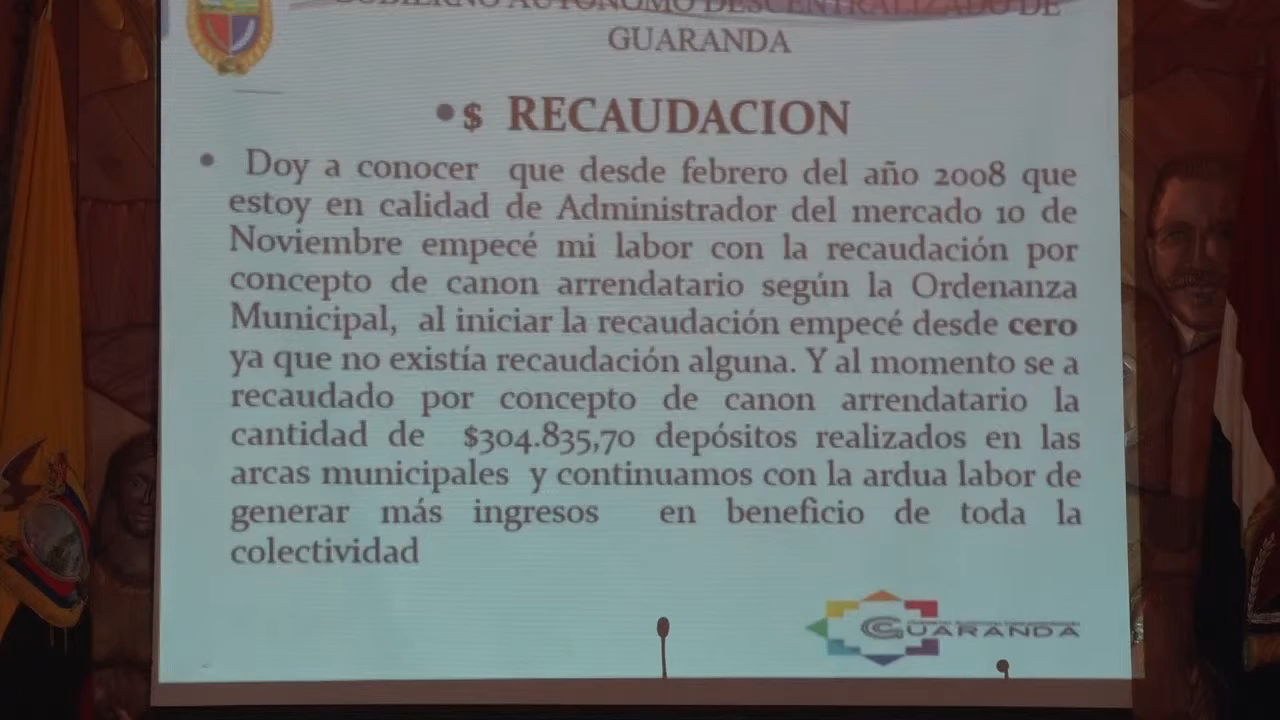 GOBIERNO AUTÓNOMO DESCENTRALIZADO DE
GUARANDA
•$ RECAUDACION
• Doy a conocer que desde febrero del año 2008 que
estoy en calidad de Administrador del mercado 10 de
Noviembre empecé mi labor con la recaudación por
concepto de canon arrendatario según la Ordenanza
Municipal, al iniciar la recaudación empecé desde cero
ya que no existía recaudación alguna. Y al momento se a
recaudado por concepto de canon arrendatario la
cantidad de $304.835,70 depósitos realizados en las
arcas municipales y continuamos con la ardua labor de
generar más ingresos en beneficio de toda la
colectividad
GUARANDA